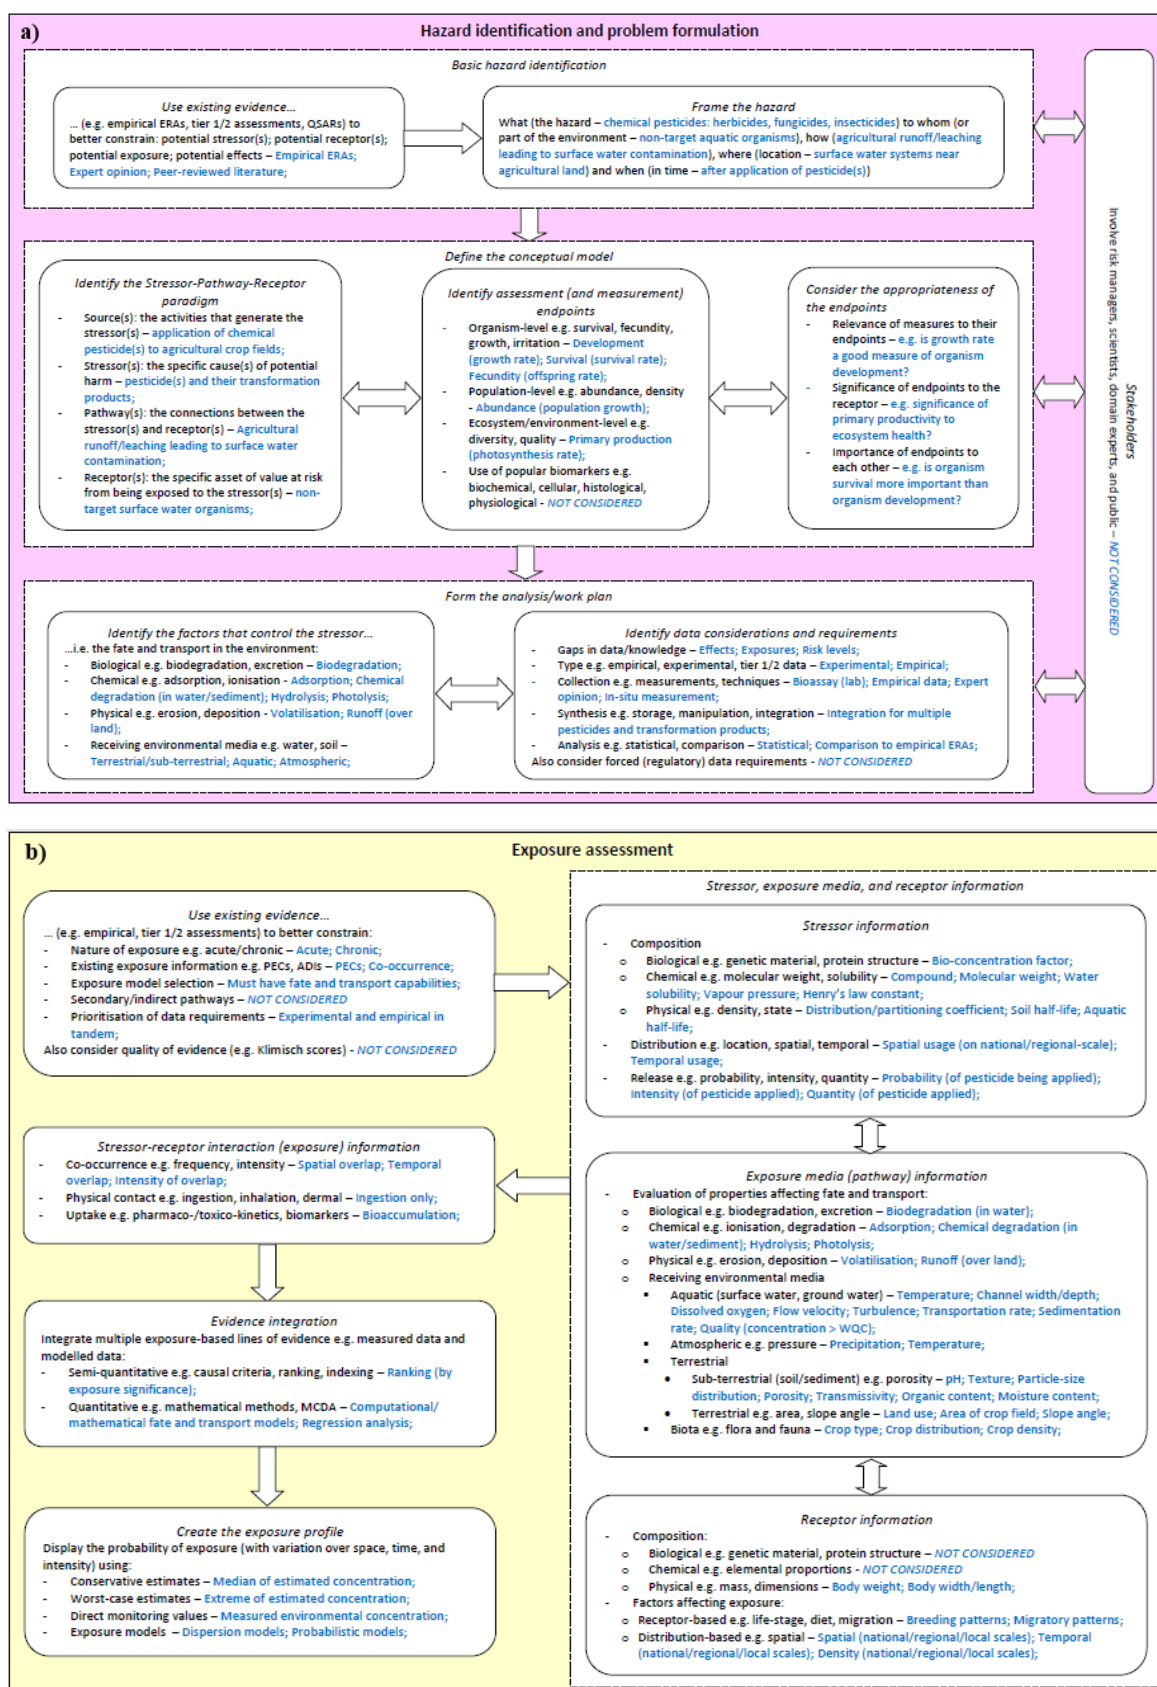 a)
Hazard identification and problem formulation
Basic hazard identification
Use existing evidence...
... (e.g. empirical ERAs, tier 1/2 assessments, QSARs) to
better constrain: potential stressor(s); potential receptor(s);
potential exposure; potential effects – Empirical ERAs;
Expert opinion; Peer-reviewed literature;
Frame the hazard
What (the hazard – chemical pesticides: herbicides, fungicides, insecticides) to whom (or
part of the environment – non-target aquatic organisms), how (agricultural runoff/leaching
leading to surface water contamination), where (location – surface water systems near
agricultural land) and when (in time – after application of pesticide(s))
Define the conceptual model
Identify the Stressor-Pathway-Receptor
paradigm
- Source(s): the activities that generate the
stressor(s) – application of chemical
pesticide(s) to agricultural crop fields;
- Stressor(s): the specific cause(s) of potential
harm – pesticide(s) and their transformation
products;
- Pathway(s): the connections between the
stressor(s) and receptor(s) – Agricultural
runoff/leaching leading to surface water
contamination;
- Receptor(s): the specific asset of value at risk
from being exposed to the stressor(s) – non-
target surface water organisms;
Identify assessment (and measurement)
endpoints
- Organism-level e.g. survival, fecundity,
growth, irritation – Development
(growth rate); Survival (survival rate);
Fecundity (offspring rate);
- Population-level e.g. abundance, density
- Abundance (population growth);
- Ecosystem/environment-level e.g.
diversity, quality – Primary production
(photosynthesis rate);
- Use of popular biomarkers e.g.
biochemical, cellular, histological,
physiological - NOT CONSIDERED
Consider the appropriateness of
the endpoints
- Relevance of measures to their
endpoints – e.g. is growth rate
a good measure of organism
development?
- Significance of endpoints to the
receptor – e.g. significance of
primary productivity to
ecosystem health?
- Importance of endpoints to
each other – e.g. is organism
survival more important than
organism development?
Form the analysis/work plan
Identify the factors that control the stressor...
...i.e. the fate and transport in the environment:
- Biological e.g. biodegradation, excretion – Biodegradation;
- Chemical e.g. adsorption, ionisation - Adsorption; Chemical
degradation (in water/sediment); Hydrolysis; Photolysis;
- Physical e.g. erosion, deposition - Volatilisation; Runoff (over
land);
- Receiving environmental media e.g. water, soil –
Terrestrial/sub-terrestrial; Aquatic; Atmospheric;
Identify data considerations and requirements
- Gaps in data/knowledge – Effects; Exposures; Risk levels;
- Type e.g. empirical, experimental, tier 1/2 data – Experimental; Empirical;
- Collection e.g. measurements, techniques – Bioassay (lab); Empirical data; Expert
opinion; In-situ measurement;
- Synthesis e.g. storage, manipulation, integration – Integration for multiple
pesticides and transformation products;
- Analysis e.g. statistical, comparison – Statistical; Comparison to empirical ERAs;
Also consider forced (regulatory) data requirements - NOT CONSIDERED
Stakeholders
Involve risk managers, scientists, domain experts, and public – NOT CONSIDERED
b)
Exposure assessment
Use existing evidence...
... (e.g. empirical, tier 1/2 assessments) to better constrain:
- Nature of exposure e.g. acute/chronic – Acute; Chronic;
- Existing exposure information e.g. PECs, ADIs – PECs; Co-occurrence;
- Exposure model selection – Must have fate and transport capabilities;
- Secondary/indirect pathways – NOT CONSIDERED
- Prioritisation of data requirements – Experimental and empirical in
tandem;
Also consider quality of evidence (e.g. Klimisch scores) - NOT CONSIDERED
Stressor-receptor interaction (exposure) information
- Co-occurrence e.g. frequency, intensity – Spatial overlap; Temporal
overlap; Intensity of overlap;
- Physical contact e.g. ingestion, inhalation, dermal – Ingestion only;
- Uptake e.g. pharmaco-/toxico-kinetics, biomarkers – Bioaccumulation;
Evidence integration
Integrate multiple exposure-based lines of evidence e.g. measured data and
modelled data:
- Semi-quantitative e.g. causal criteria, ranking, indexing – Ranking (by
exposure significance);
- Quantitative e.g. mathematical methods, MCDA – Computational/
mathematical fate and transport models; Regression analysis;
Create the exposure profile
Display the probability of exposure (with variation over space, time, and
intensity) using:
- Conservative estimates – Median of estimated concentration;
- Worst-case estimates – Extreme of estimated concentration;
- Direct monitoring values – Measured environmental concentration;
- Exposure models – Dispersion models; Probabilistic models;
Stressor, exposure media, and receptor information
Stressor information
- Composition
o Biological e.g. genetic material, protein structure – Bio-concentration factor;
o Chemical e.g. molecular weight, solubility – Compound; Molecular weight; Water
solubility; Vapour pressure; Henry's law constant;
o Physical e.g. density, state – Distribution/partitioning coefficient; Soil half-life; Aquatic
half-life;
- Distribution e.g. location, spatial, temporal – Spatial usage (on national/regional-scale);
Temporal usage;
- Release e.g. probability, intensity, quantity – Probability (of pesticide being applied);
Intensity (of pesticide applied); Quantity (of pesticide applied);
Exposure media (pathway) information
- Evaluation of properties affecting fate and transport:
o Biological e.g. biodegradation, excretion – Biodegradation (in water);
o Chemical e.g. ionisation, degradation – Adsorption; Chemical degradation (in
water/sediment); Hydrolysis; Photolysis;
o Physical e.g. erosion, deposition – Volatilisation; Runoff (over land);
o Receiving environmental media
▪ Aquatic (surface water, ground water) – Temperature; Channel width/depth;
Dissolved oxygen; Flow velocity; Turbulence; Transportation rate; Sedimentation
rate; Quality (concentration > WQC);
▪ Atmospheric e.g. pressure – Precipitation; Temperature;
▪ Terrestrial
• Sub-terrestrial (soil/sediment) e.g. porosity – pH; Texture; Particle-size
distribution; Porosity; Transmissivity; Organic content; Moisture content;
• Terrestrial e.g. area, slope angle – Land use; Area of crop field; Slope angle;
▪ Biota e.g. flora and fauna – Crop type; Crop distribution; Crop density;
Receptor information
- Composition:
o Biological e.g. genetic material, protein structure – NOT CONSIDERED
o Chemical e.g. elemental proportions - NOT CONSIDERED
o Physical e.g. mass, dimensions – Body weight; Body width/length;
- Factors affecting exposure:
o Receptor-based e.g. life-stage, diet, migration – Breeding patterns; Migratory patterns;
o Distribution-based e.g. spatial – Spatial (national/regional/local scales); Temporal
(national/regional/local scales); Density (national/regional/local scales);